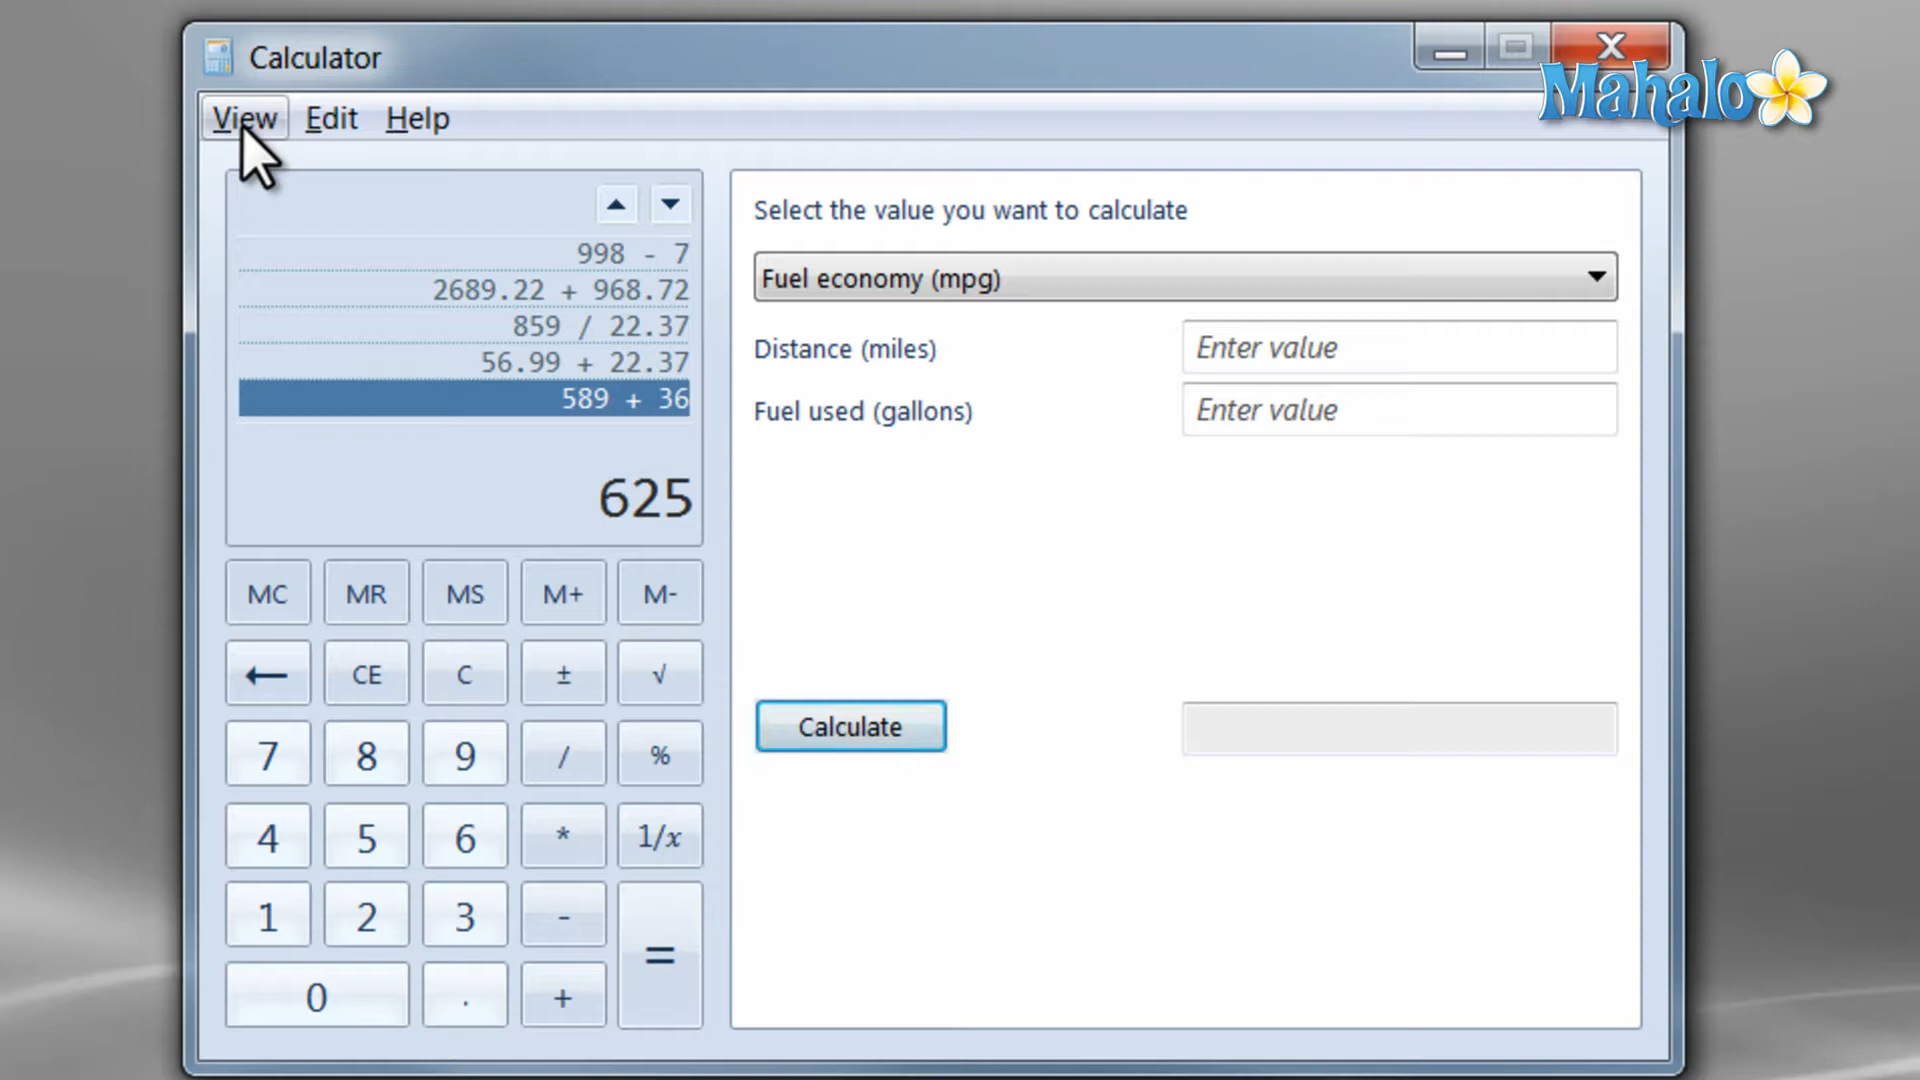 Calculator
Mahalo
View Edit Help
998 - 7
2689.22 + 968.72
859 / 22.37
56.99 + 22.37
589 + 36
625
MC MR MS M+ M-
← CE C ± √
7 8 9 / %
4 5 6 * 1/x
1 2 3 - =
0 . +
Select the value you want to calculate
Fuel economy (mpg)
Distance (miles) Enter value
Fuel used (gallons) Enter value
Calculate